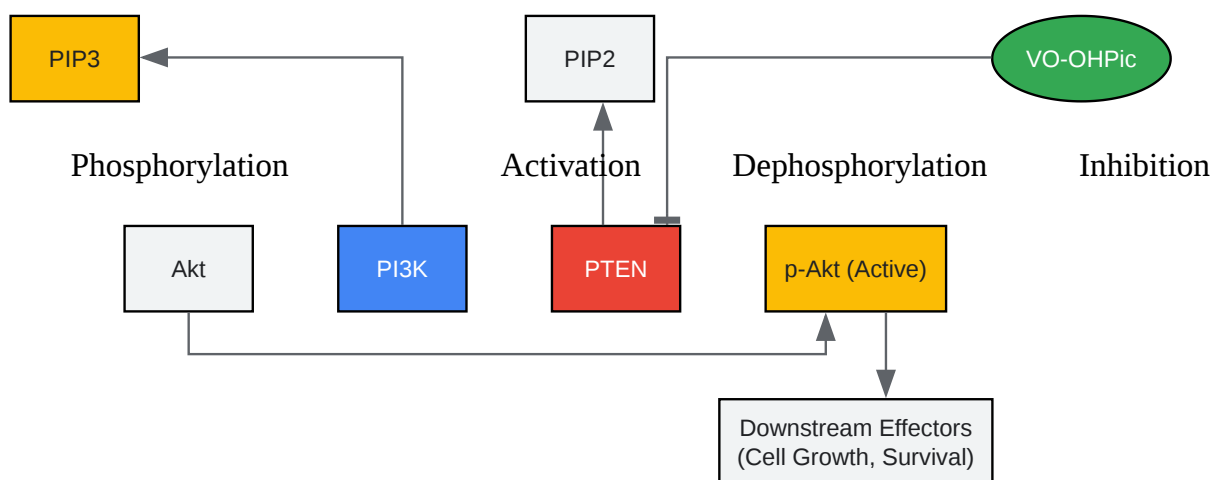 PIP3
PIP2
VO-OHPic
Phosphorylation
Activation
Dephosphorylation
Inhibition
Akt
PI3K
PTEN
p-Akt (Active)
Downstream Effectors
(Cell Growth, Survival)